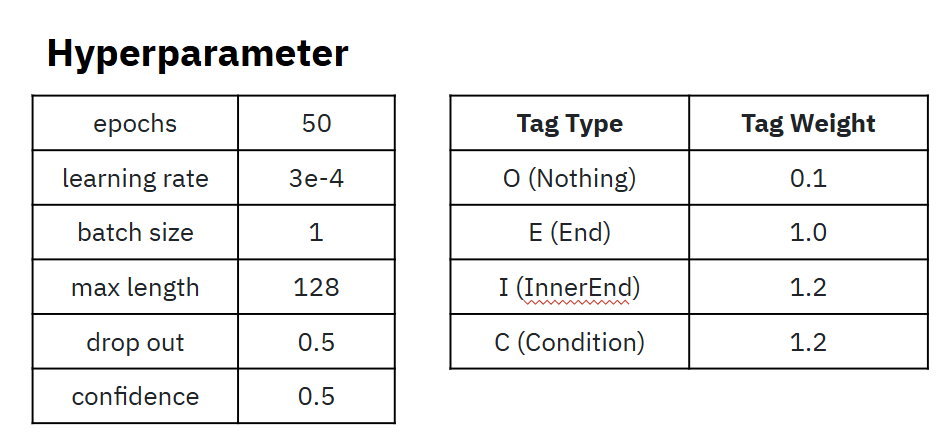 Hyperparameter
epochs 50
learning rate 3e-4
batch size 1
max length 128
drop out 0.5
confidence 0.5
Tag Type Tag Weight
O (Nothing) 0.1
E (End) 1.0
I (InnerEnd) 1.2
C (Condition) 1.2